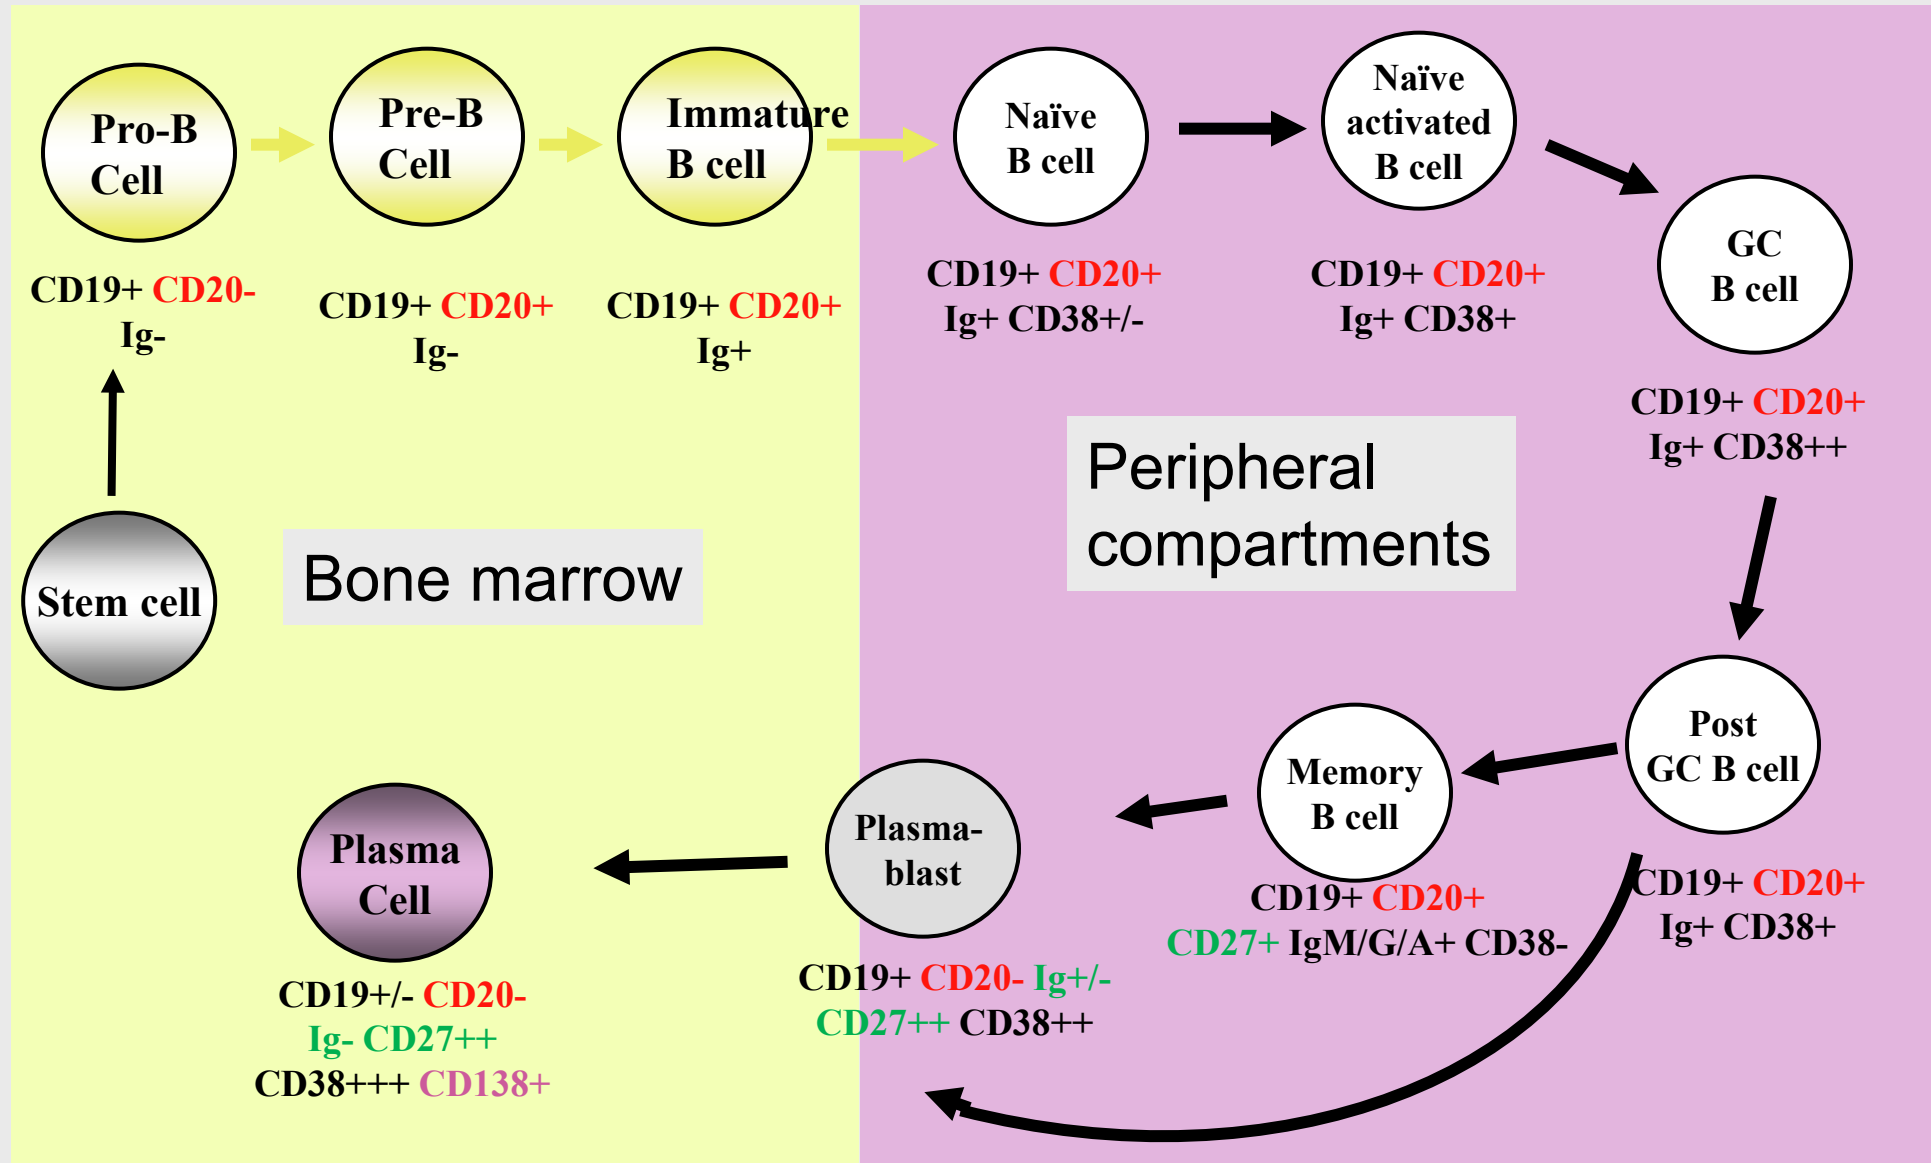 Pro-B
Cell
CD19+ CD20-
Ig-
Pre-B
Cell
CD19+ CD20+
Ig-
Immature
B cell
CD19+ CD20+
Ig+
Naïve
B cell
CD19+ CD20+
Ig+ CD38+/-
Naïve
activated
B cell
CD19+ CD20+
Ig+ CD38+
GC
B cell
CD19+ CD20+
Ig+ CD38++
Stem cell
Bone marrow
Peripheral
compartments
Post
GC B cell
CD19+ CD20+
Ig+ CD38+
Memory
B cell
CD19+ CD20+
CD27+ IgM/G/A+ CD38-
Plasma-
blast
CD19+ CD20- Ig+/-
CD27++ CD38++
Plasma
Cell
CD19+/- CD20-
Ig- CD27++
CD38+++ CD138+